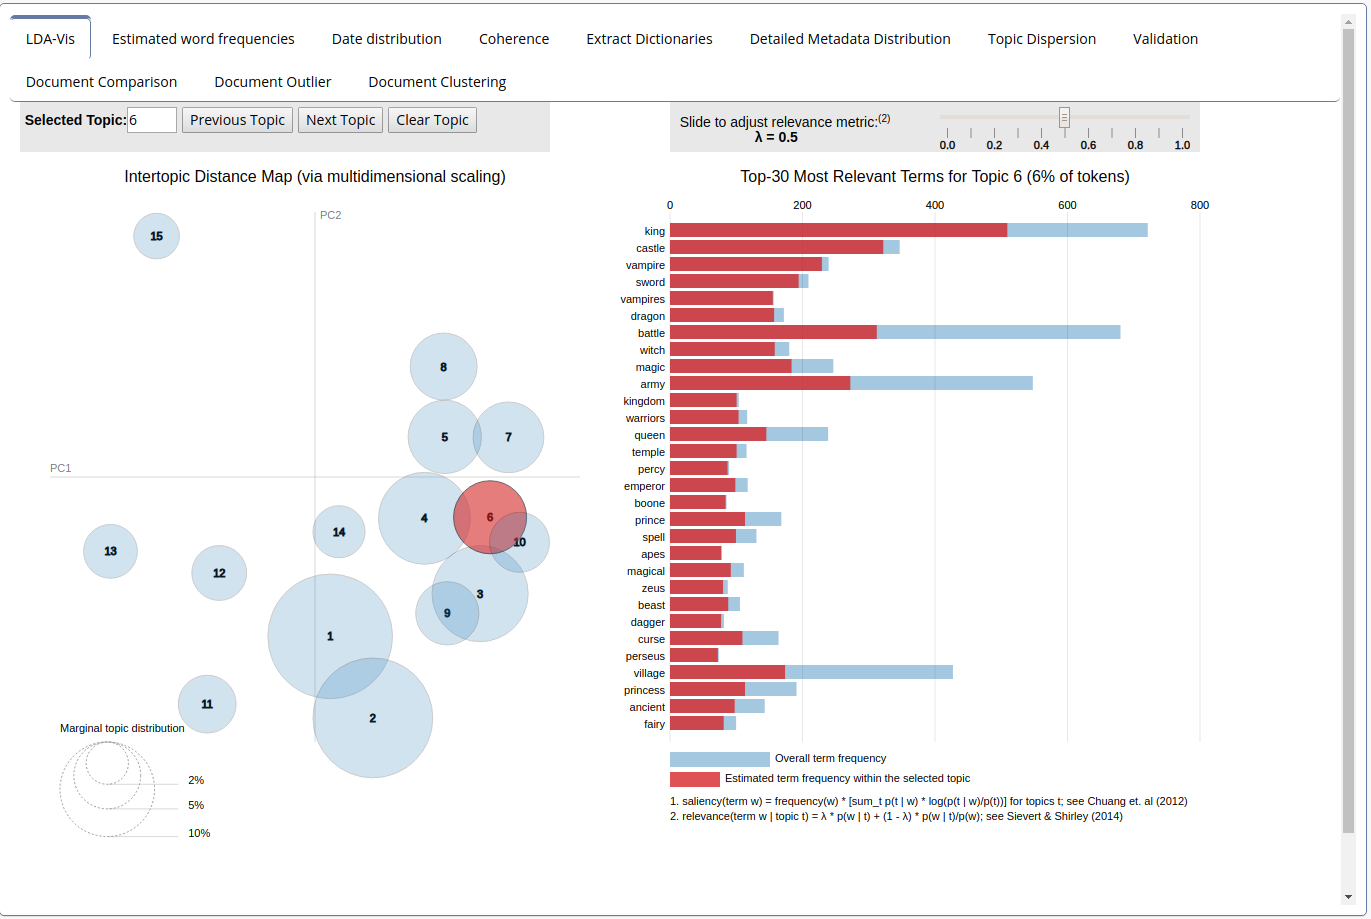 LDA-Vis Estimated word frequencies Date distribution Coherence Extract Dictionaries Detailed Metadata Distribution Topic Dispersion Validation
Document Comparison Document Outlier Document Clustering
Selected Topic: 6 Previous Topic Next Topic Clear Topic
Slide to adjust relevance metric:(2)
λ = 0.5
0.0 0.2 0.4 0.6 0.8 1.0
Intertopic Distance Map (via multidimensional scaling)
PC2
PC1
15
8
5
7
4
6
10
14
13
12
3
9
1
11
2
Marginal topic distribution
2%
5%
10%
Top-30 Most Relevant Terms for Topic 6 (6% of tokens)
0 200 400 600 800
king
castle
vampire
sword
vampires
dragon
battle
witch
magic
army
kingdom
warriors
queen
temple
percy
emperor
boone
prince
spell
apes
magical
zeus
beast
dagger
curse
perseus
village
princess
ancient
fairy
Overall term frequency
Estimated term frequency within the selected topic
1. saliency(term w) = frequency(w) * [sum_t p(t | w) * log(p(t | w)/p(t))] for topics t; see Chuang et. al (2012)
2. relevance(term w | topic t) = λ * p(w | t) + (1 - λ) * p(w | t)/p(w); see Sievert & Shirley (2014)